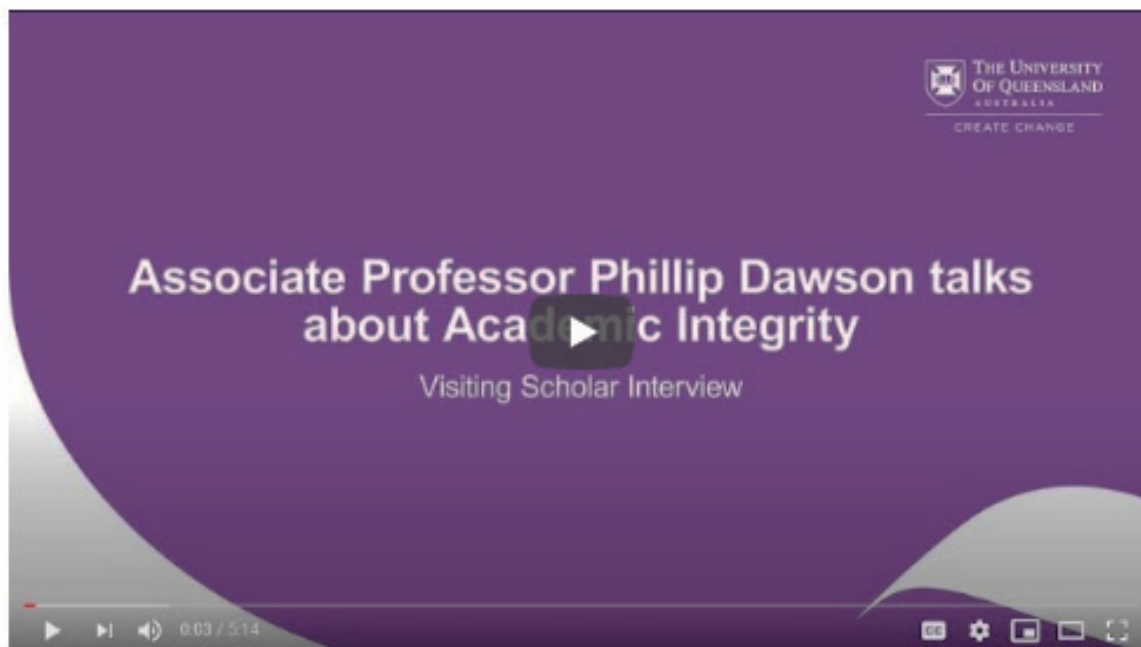 THE UNIVERSITY
OF QUEENSLAND
AUSTRALIA
CREATE CHANGE
Associate Professor Phillip Dawson talks
about Academic Integrity
Visiting Scholar Interview
0:03 / 5:14
CC